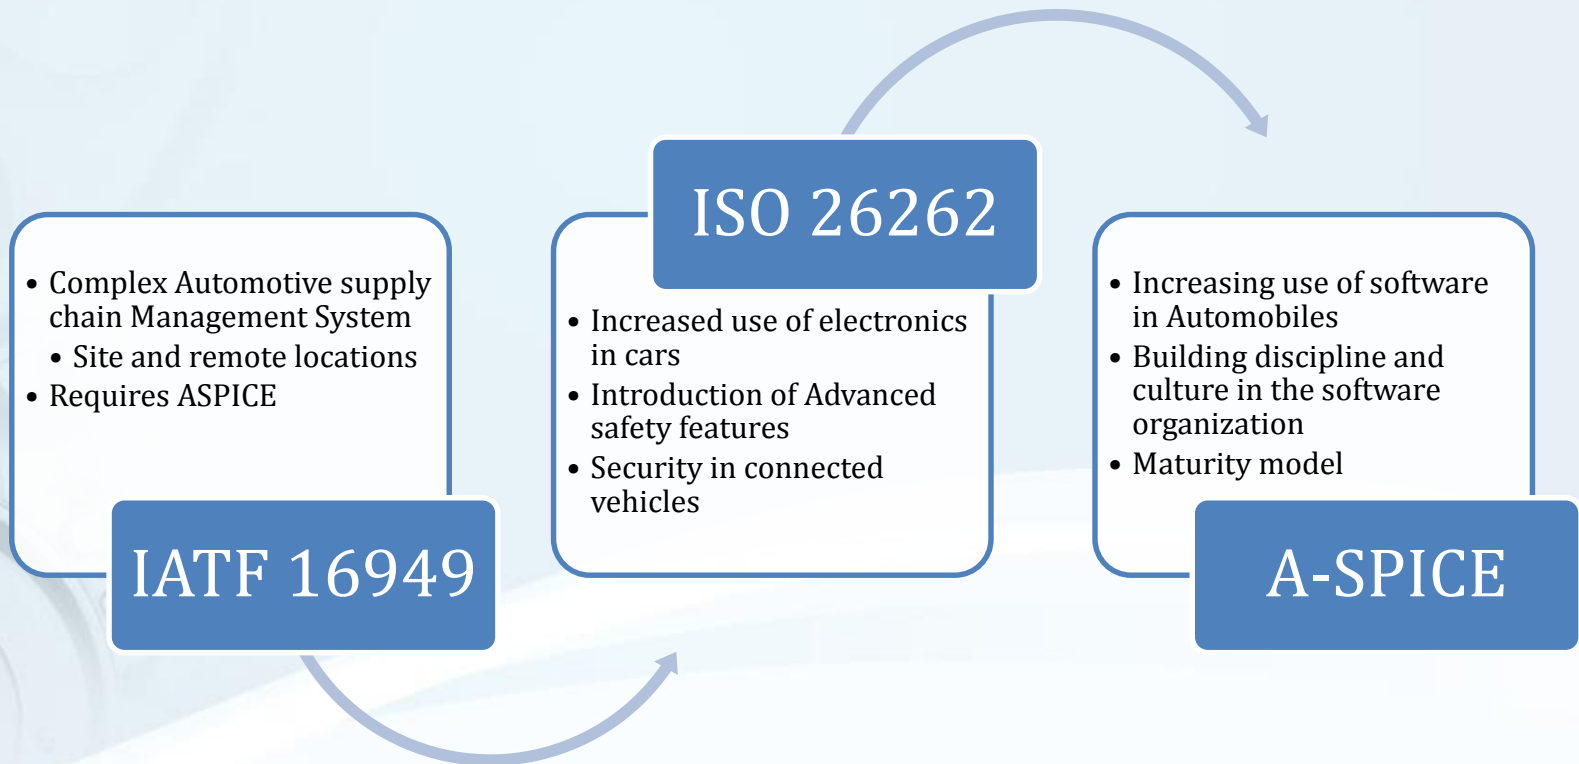 • Complex Automotive supply
chain Management System
• Site and remote locations
• Requires ASPICE
IATF 16949
ISO 26262
• Increased use of electronics
in cars
• Introduction of Advanced
safety features
• Security in connected
vehicles
• Increasing use of software
in Automobiles
• Building discipline and
culture in the software
organization
• Maturity model
A-SPICE